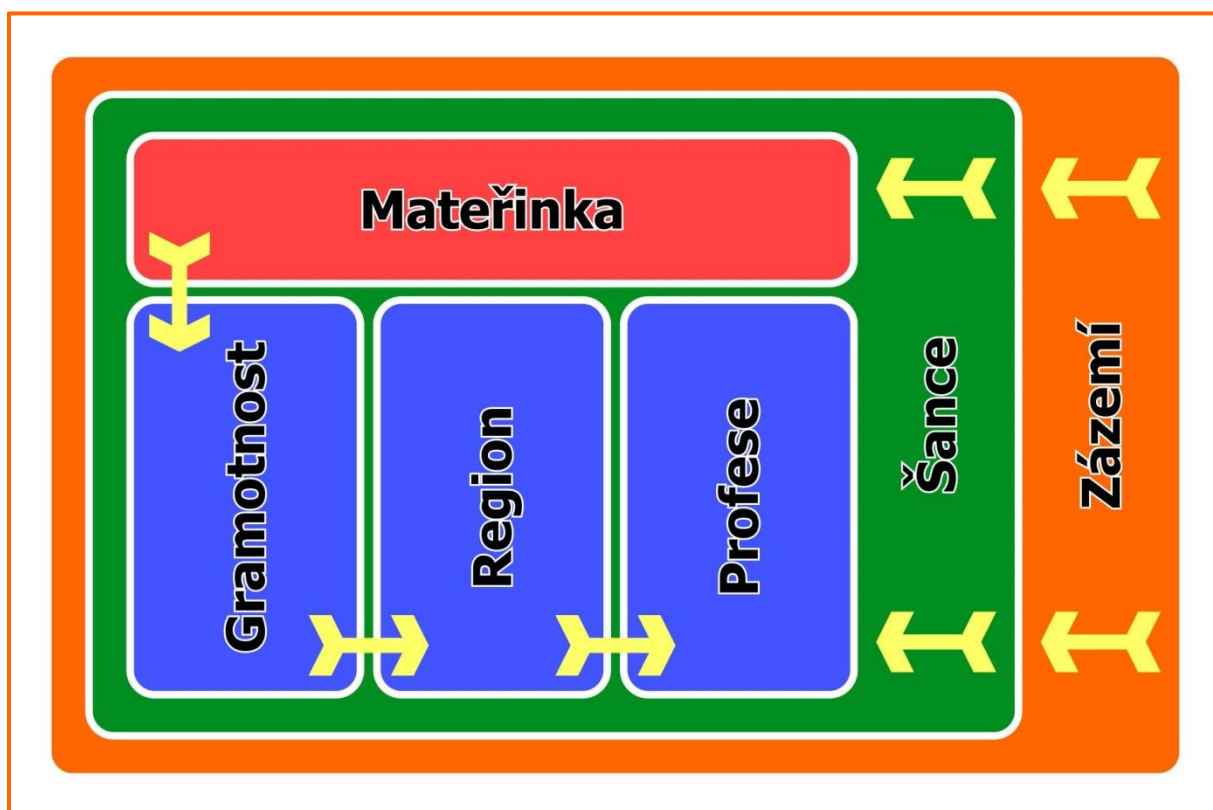 Mateřinka
Gramotnost
Region
Profese
Šance
Zázemí